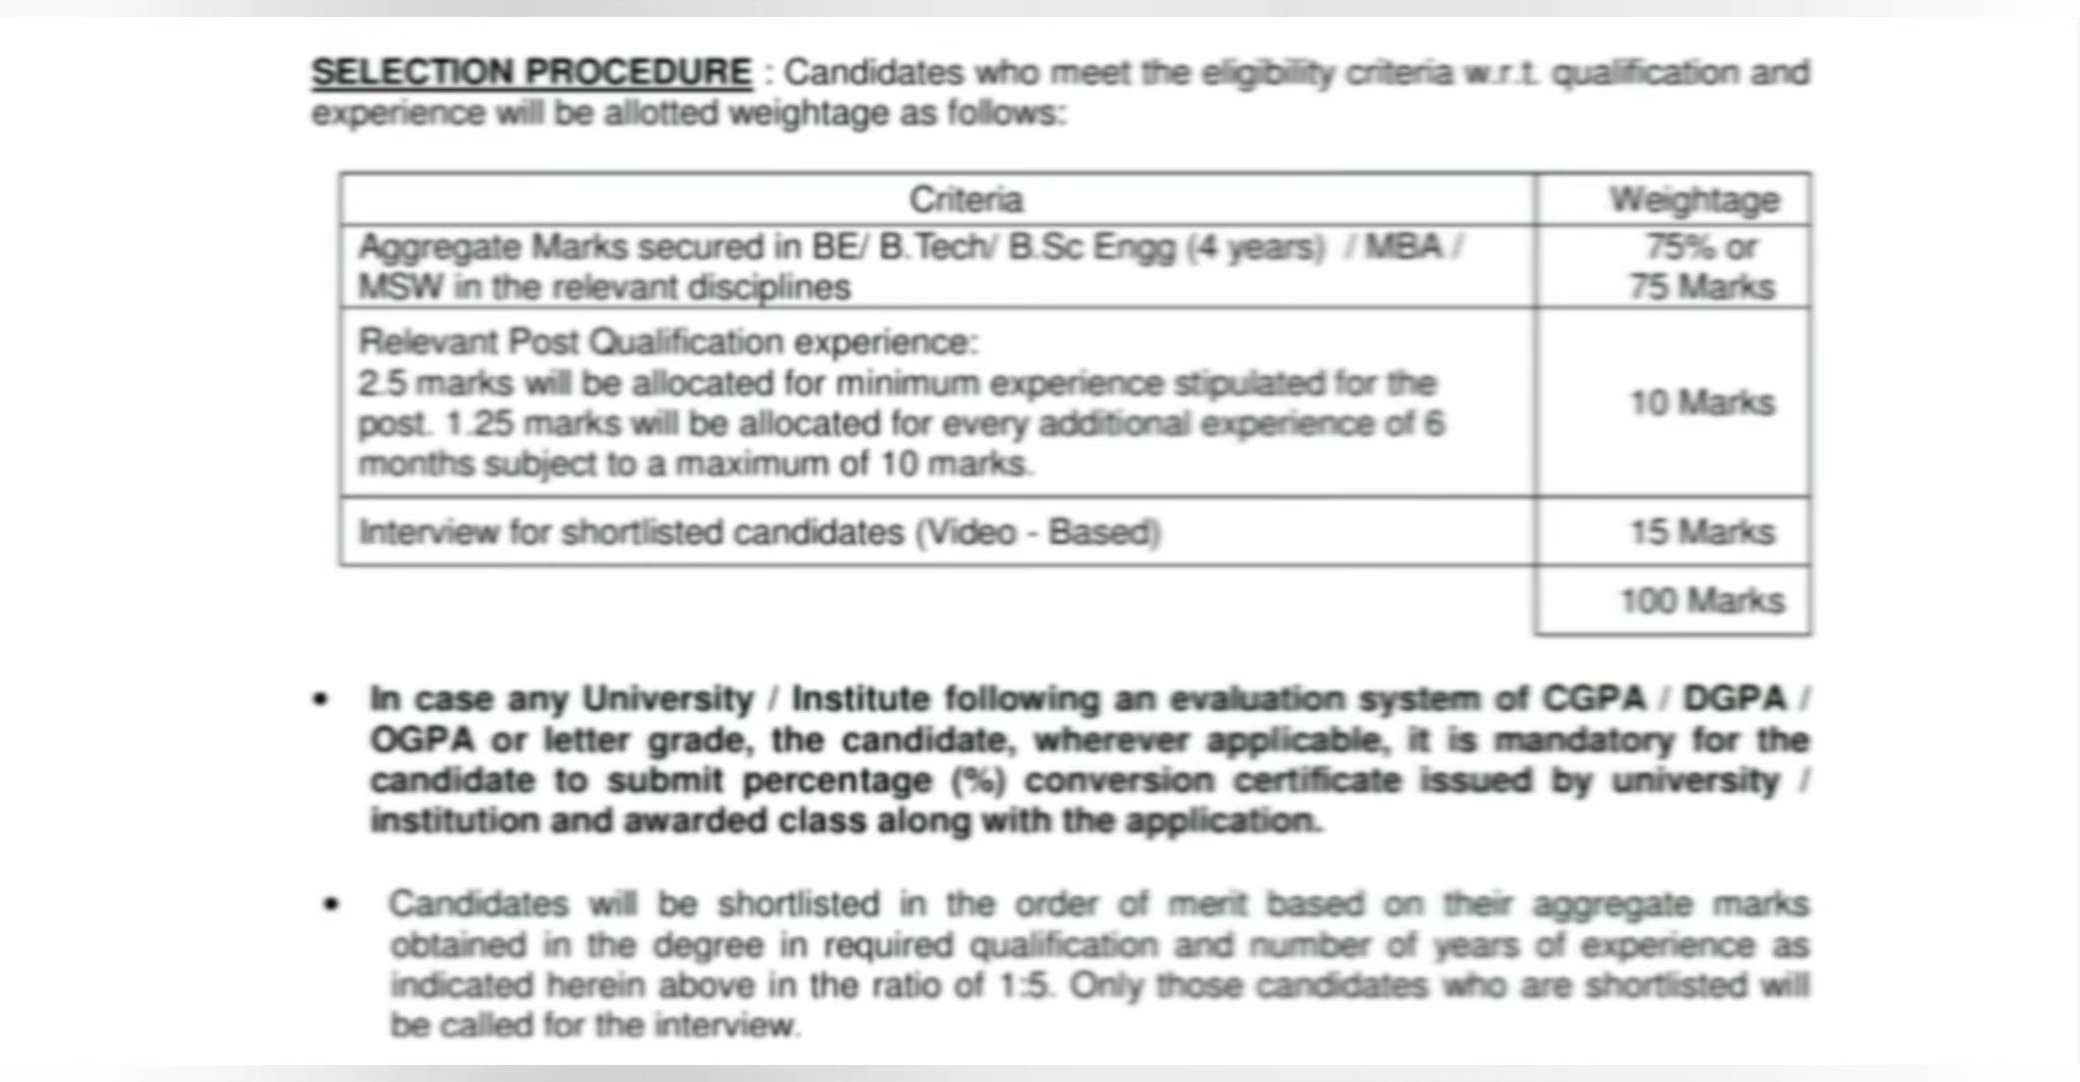 SELECTION PROCEDURE : Candidates who meet the eligibility criteria w.r.t. qualification and
experience will be allotted weightage as follows:
Criteria Weightage
Aggregate Marks secured in BE/ B.Tech/ B.Sc Engg (4 years) / MBA /
MSW in the relevant disciplines
75% or
75 Marks
Relevant Post Qualification experience:
2.5 marks will be allocated for minimum experience stipulated for the
post. 1.25 marks will be allocated for every additional experience of 6
months subject to a maximum of 10 marks.
10 Marks
Interview for shortlisted candidates (Video - Based) 15 Marks
100 Marks
• In case any University / Institute following an evaluation system of CGPA / DGPA /
OGPA or letter grade, the candidate, wherever applicable, it is mandatory for the
candidate to submit percentage (%) conversion certificate issued by university /
institution and awarded class along with the application.
• Candidates will be shortlisted in the order of merit based on their aggregate marks
obtained in the degree in required qualification and number of years of experience as
indicated herein above in the ratio of 1:5. Only those candidates who are shortlisted will
be called for the interview.